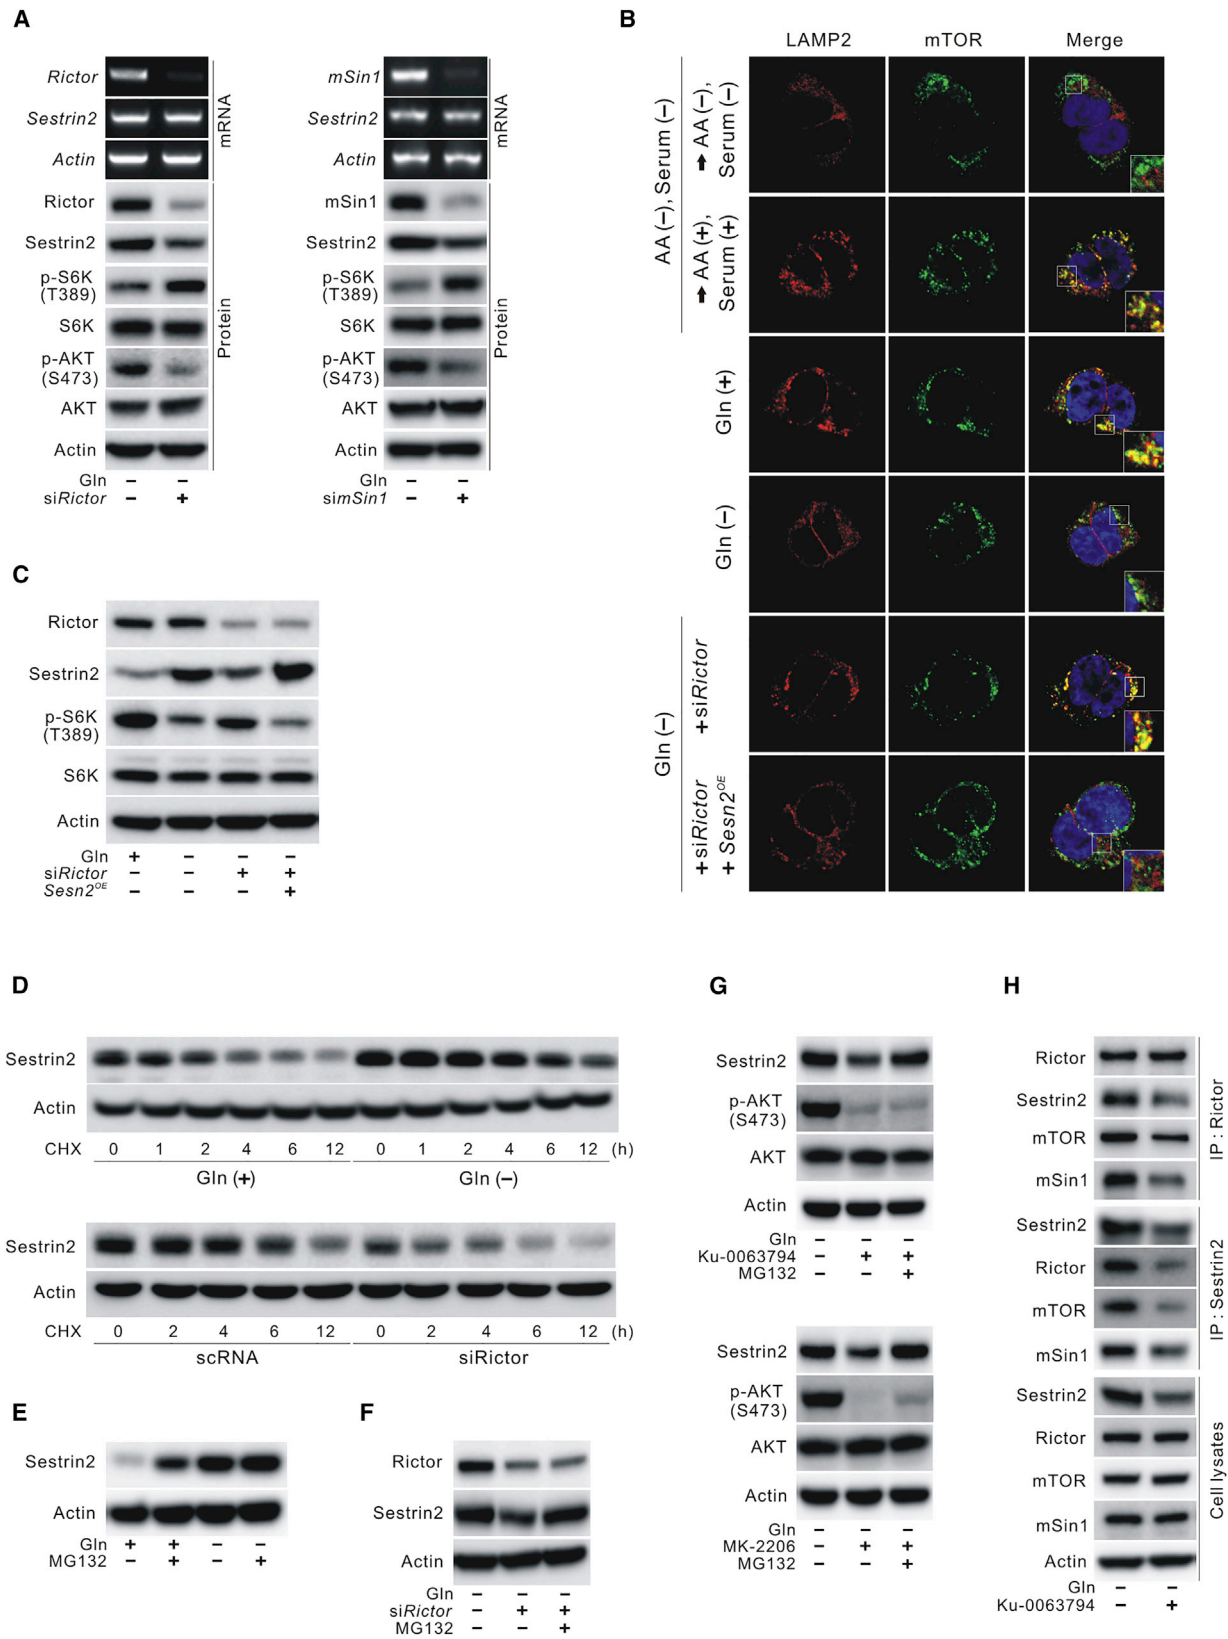 A
Rictor
Sestrin2
Actin
mRNA
Rictor
Sestrin2
p-S6K
(T389)
S6K
p-AKT
(S473)
AKT
Actin
Protein
Gln – –
siRictor – +
mSin1
Sestrin2
Actin
mRNA
mSin1
Sestrin2
p-S6K
(T389)
S6K
p-AKT
(S473)
AKT
Actin
Protein
Gln – –
simSin1 – +
B
LAMP2 mTOR Merge
AA (–), Serum (–)
➡ AA (–),
Serum (–)
➡ AA (+),
Serum (+)
Gln (+)
Gln (–)
Gln (–)
+siRictor
+siRictor
+ Sesn2OE
C
Rictor
Sestrin2
p-S6K
(T389)
S6K
Actin
Gln + – – –
siRictor – – + +
Sesn2OE – – – +
D
Sestrin2
Actin
CHX 0 1 2 4 6 12 0 1 2 4 6 12 (h)
Gln (+) Gln (–)
Sestrin2
Actin
CHX 0 2 4 6 12 0 2 4 6 12 (h)
scRNA siRictor
E
Sestrin2
Actin
Gln + + – –
MG132 – + – +
F
Rictor
Sestrin2
Actin
Gln – – –
siRictor – + +
MG132 – – +
G
Sestrin2
p-AKT
(S473)
AKT
Actin
Gln – – –
Ku-0063794 – + +
MG132 – – +
Sestrin2
p-AKT
(S473)
AKT
Actin
Gln – – –
MK-2206 – + +
MG132 – – +
H
Rictor
Sestrin2
mTOR
mSin1
IP : Rictor
Sestrin2
Rictor
mTOR
mSin1
IP : Sestrin2
Sestrin2
Rictor
mTOR
mSin1
Actin
Cell lysates
Gln – –
Ku-0063794 – +